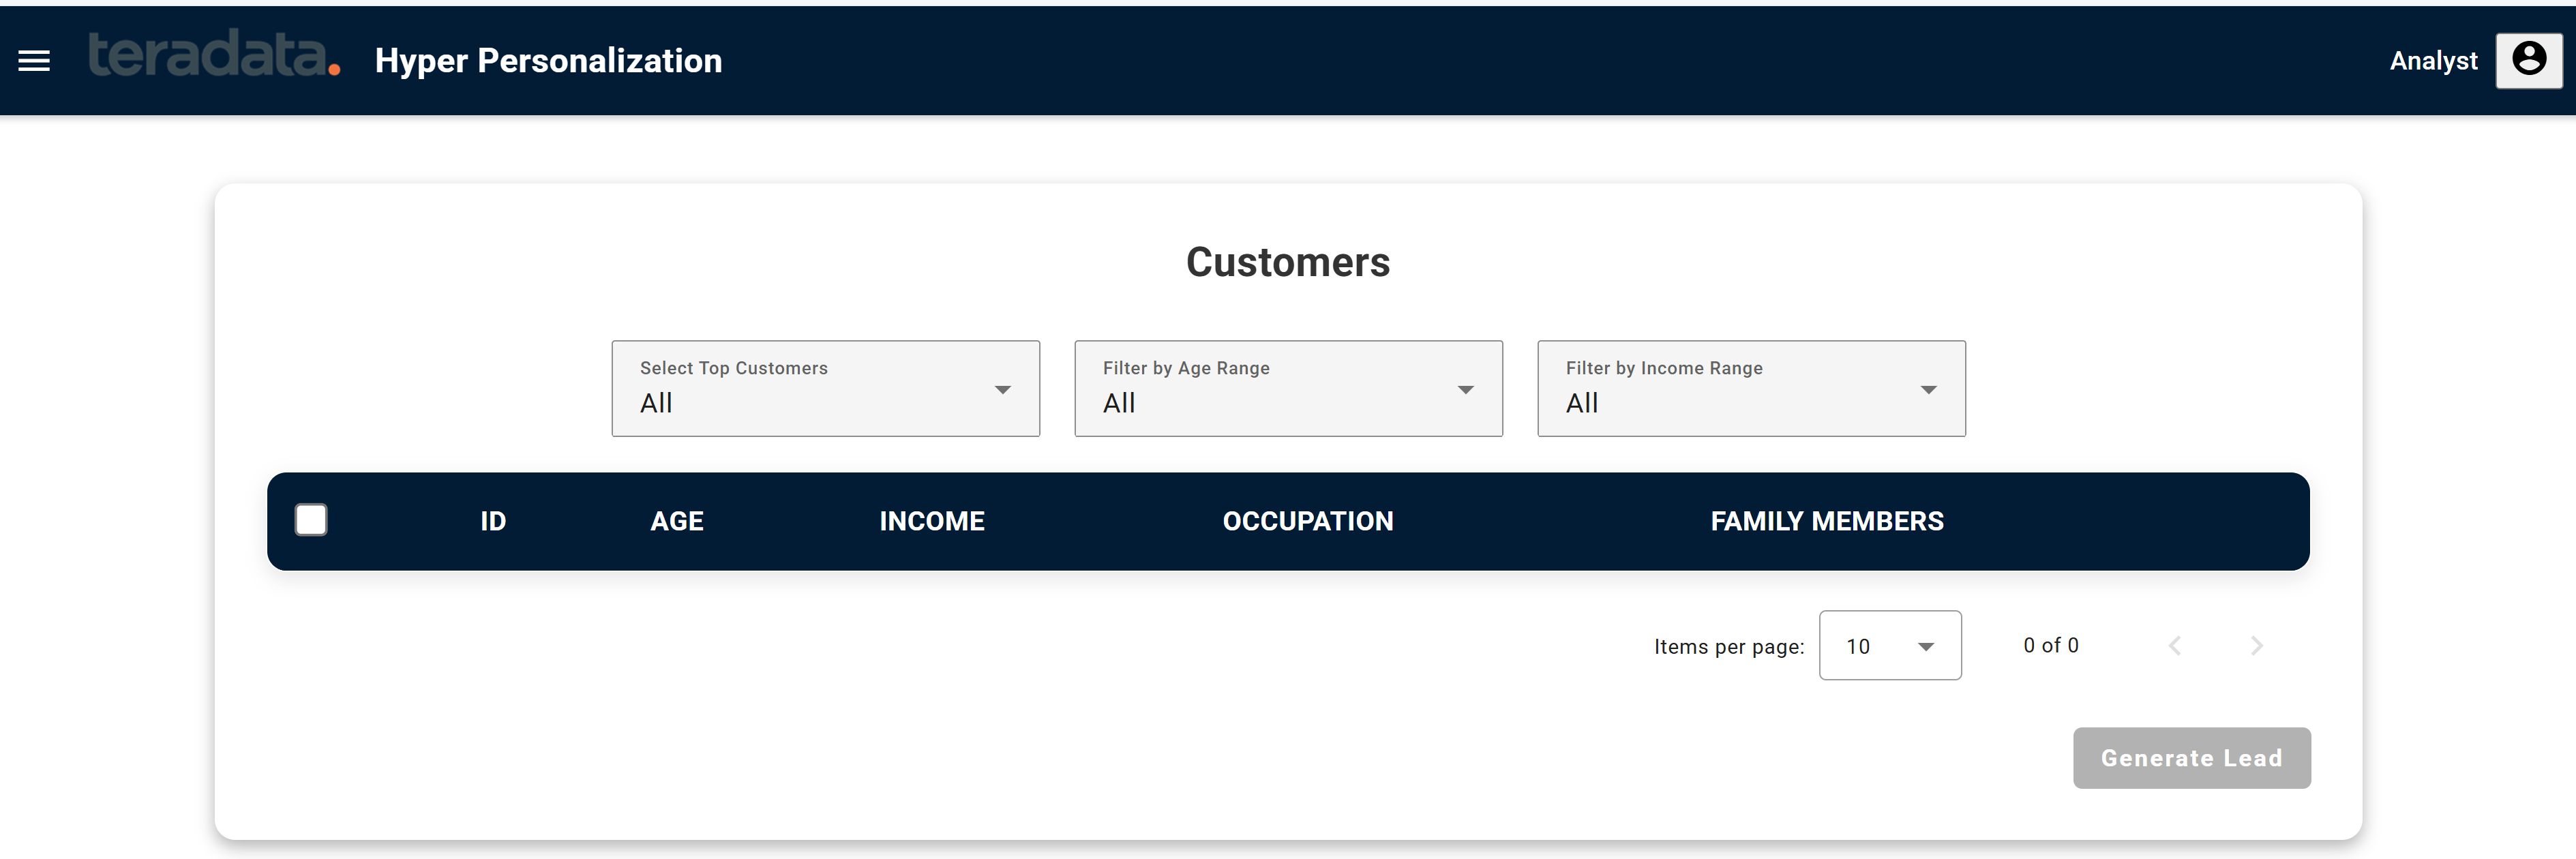 teradata. Hyper Personalization Analyst
Customers
Select Top Customers Filter by Age Range Filter by Income Range
All All All
ID AGE INCOME OCCUPATION FAMILY MEMBERS
Items per page: 10 0 of 0
Generate Lead